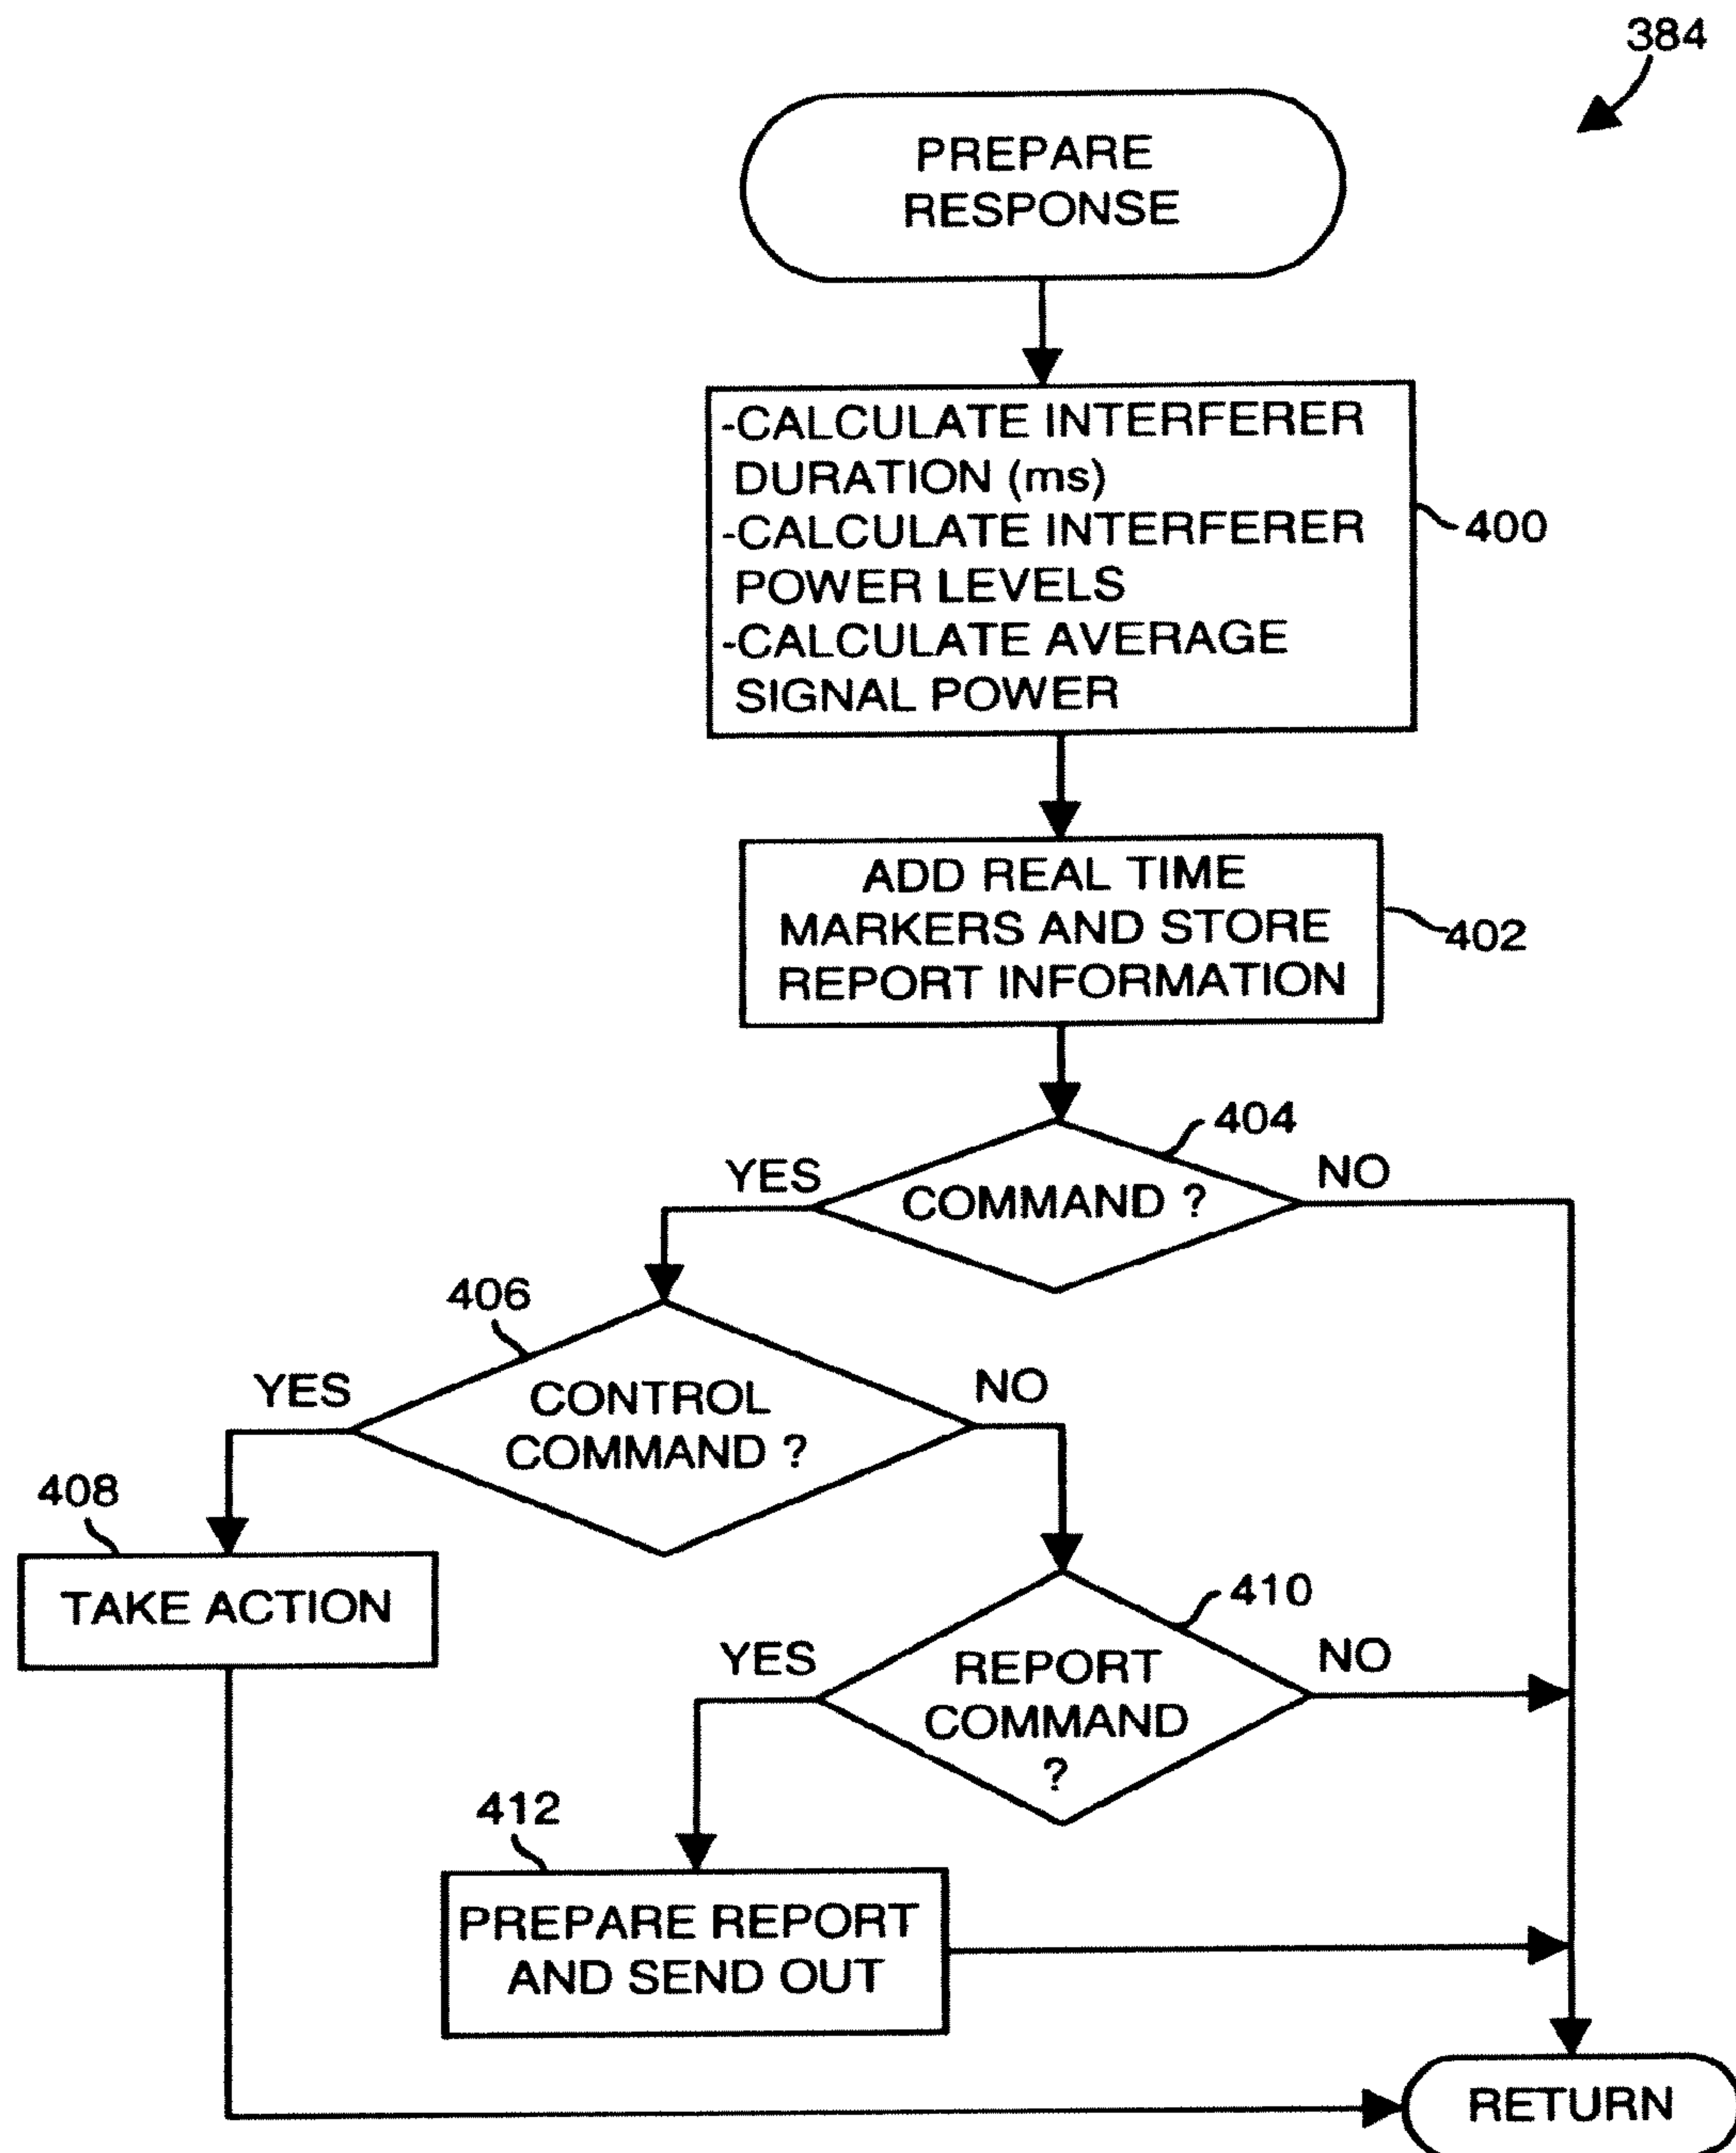 384
PREPARE
RESPONSE
-CALCULATE INTERFERER
DURATION (ms)
-CALCULATE INTERFERER
POWER LEVELS
-CALCULATE AVERAGE
SIGNAL POWER
400
ADD REAL TIME
MARKERS AND STORE
REPORT INFORMATION
402
404
YES
COMMAND ?
NO
406
YES
CONTROL
COMMAND ?
NO
408
TAKE ACTION
410
YES
REPORT
COMMAND
?
NO
412
PREPARE REPORT
AND SEND OUT
RETURN